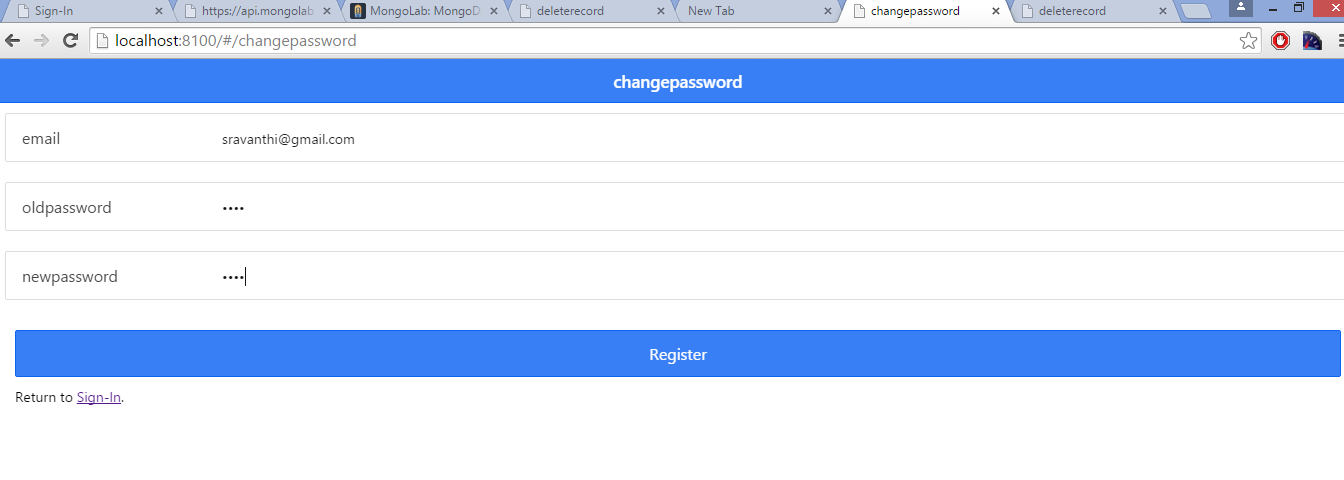 Sign-In
https://api.mongolab
MongoLab: MongoD
deleterecord
New Tab
changepassword
deleterecord
localhost:8100/#/changepassword
changepassword
email sravanthi@gmail.com
oldpassword ••••
newpassword ••••
Register
Return to Sign-In.